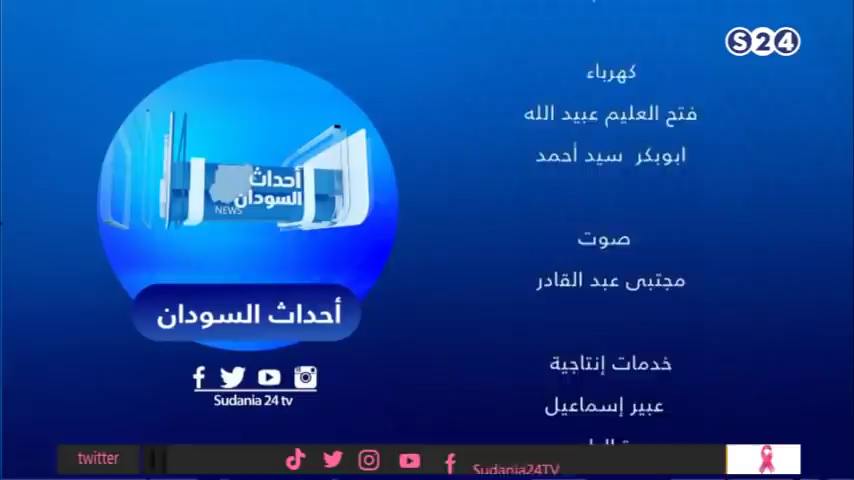 S24
كهرباء
فتح العليم عبيد الله
ابوبكر سيد أحمد
صوت
مجتبى عبد القادر
خدمات إنتاجية
عبير إسماعيل
أحداث
السودان
NEWS
أحداث السودان
Sudania 24 tv
twitter
Sudania24TV